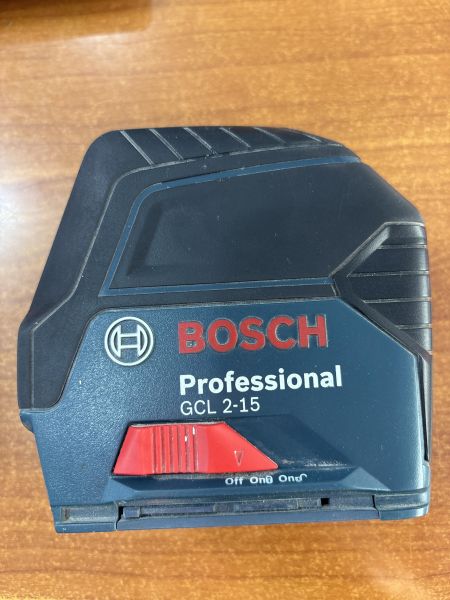 BOSCH
Professional
GCL 2-15
Off On On